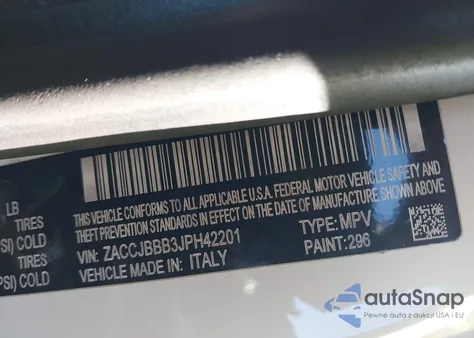 LB
TIRES
SI) COLD
TIRES
PSI) COLD
THIS VEHICLE CONFORMS TO ALL APPLICABLE U.S.A. FEDERAL MOTOR VEHICLE SAFETY AND
THEFT PREVENTION STANDARDS IN EFFECT ON THE DATE OF MANUFACTURE SHOWN ABOVE.
VIN: ZACCJBBB3JPH42201
TYPE: MPV
VEHICLE MADE IN: ITALY
PAINT: 296
autoSnap
Pewne auta z aukcji USA i EU